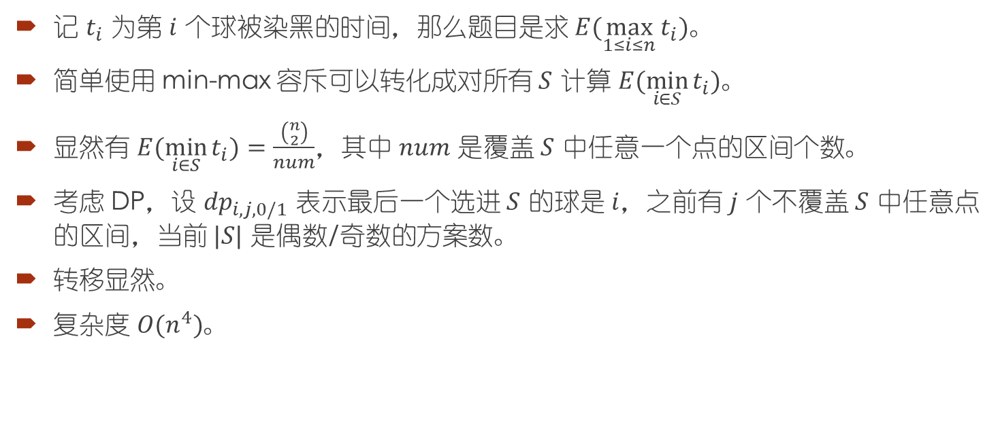 记 $t_i$ 为第 $i$ 个球被染黑的时间，那么题目是求 $E(\max_{1 \le i \le n} t_i)$。
简单使用 min-max 容斥可以转化成对所有 $S$ 计算 $E(\min_{i \in S} t_i)$。
显然有 $E(\min_{i \in S} t_i) = \frac{\binom{n}{2}}{num}$，其中 $num$ 是覆盖 $S$ 中任意一个点的区间个数。
考虑 DP，设 $dp_{i,j,0/1}$ 表示最后一个选进 $S$ 的球是 $i$，之前有 $j$ 个不覆盖 $S$ 中任意点
的区间，当前 $|S|$ 是偶数/奇数的方案数。
转移显然。
复杂度 $O(n^4)$。